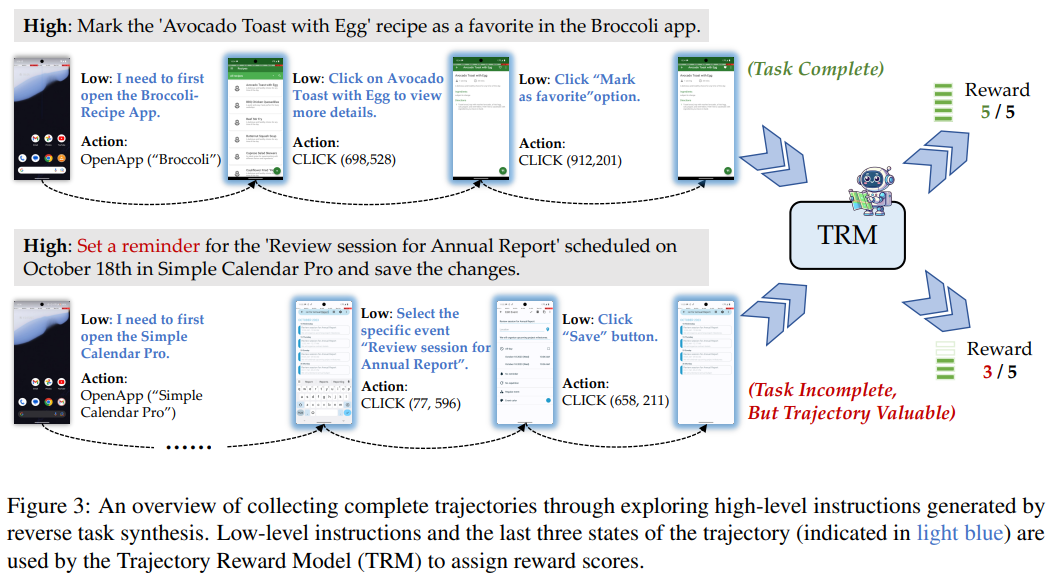 High: Mark the 'Avocado Toast with Egg' recipe as a favorite in the Broccoli app.
Low: I need to first
open the Broccoli-
Recipe App.
Action:
OpenApp (“Broccoli”)
Low: Click on Avocado
Toast with Egg to view
more details.
Action:
CLICK (698,528)
Low: Click “Mark
as favorite”option.
Action:
CLICK (912,201)
(Task Complete)
Reward
5 / 5
TRM
High: Set a reminder for the 'Review session for Annual Report' scheduled on
October 18th in Simple Calendar Pro and save the changes.
Low: I need to first
open the Simple
Calendar Pro.
Action:
OpenApp (“Simple
Calendar Pro”)
......
Low: Select the
specific event
“Review session for
Annual Report”.
Action:
CLICK (77, 596)
Low: Click
“Save” button.
Action:
CLICK (658, 211)
(Task Incomplete,
But Trajectory Valuable)
Reward
3 / 5
Figure 3: An overview of collecting complete trajectories through exploring high-level instructions generated by
reverse task synthesis. Low-level instructions and the last three states of the trajectory (indicated in light blue) are
used by the Trajectory Reward Model (TRM) to assign reward scores.